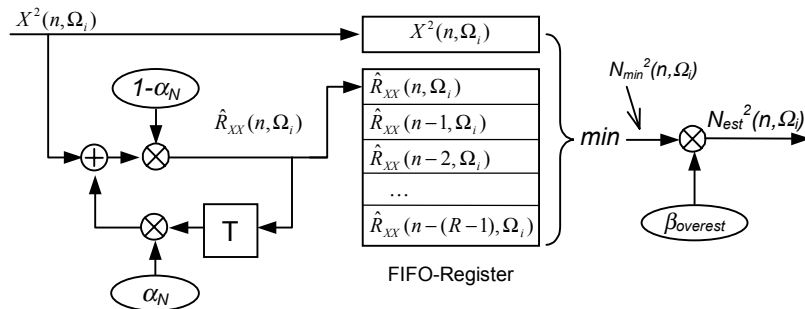 X²(n,Ωᵢ)
X²(n,Ωᵢ)
1-α_N
R̂_XX(n,Ωᵢ)
R̂_XX(n,Ωᵢ)
R̂_XX(n−1,Ωᵢ)
R̂_XX(n−2,Ωᵢ)
…
R̂_XX(n−(R−1),Ωᵢ)
FIFO-Register
T
α_N
min
N_min²(n,Ωᵢ)
N_est²(n,Ωᵢ)
β_overest